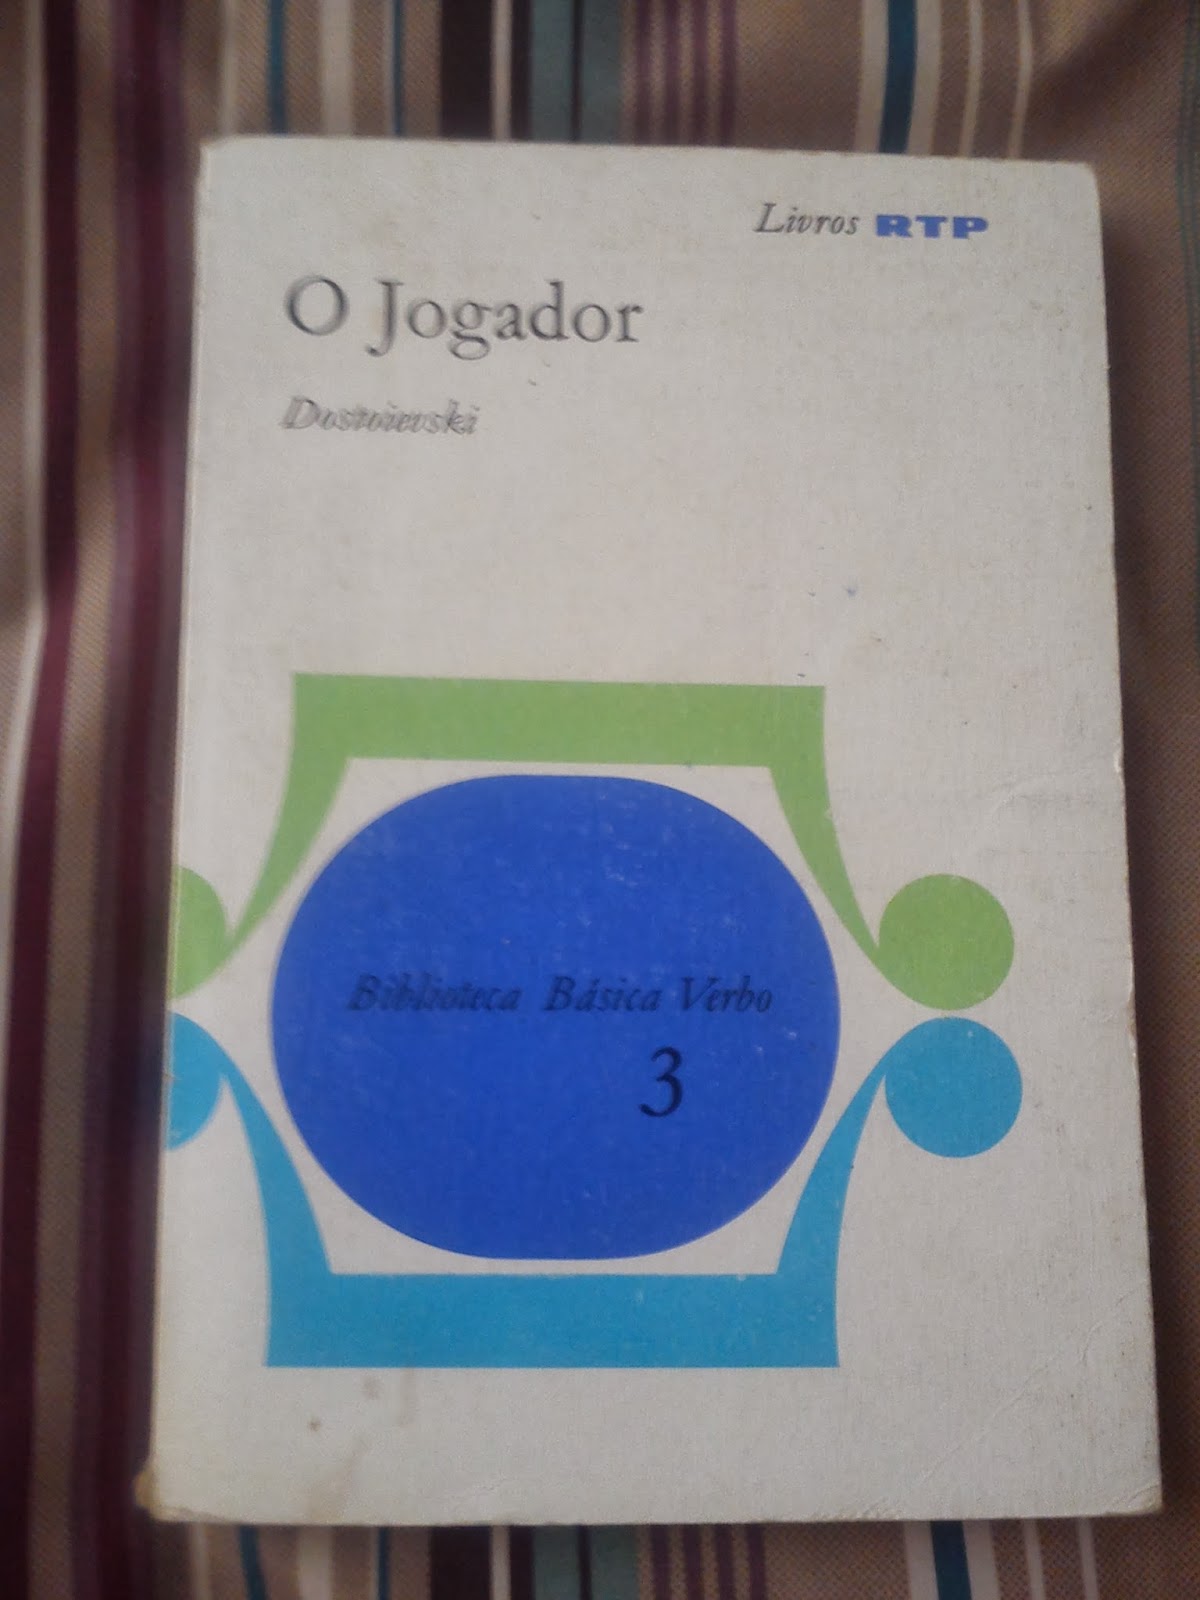 Livros RTP
O Jogador
Dostoievski
Biblioteca Básica Verbo
3